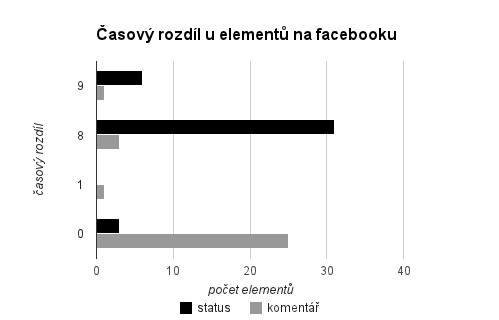 Časový rozdíl u elementů na facebooku
časový rozdíl
9
8
1
0
0 10 20 30 40
počet elementů
status komentář